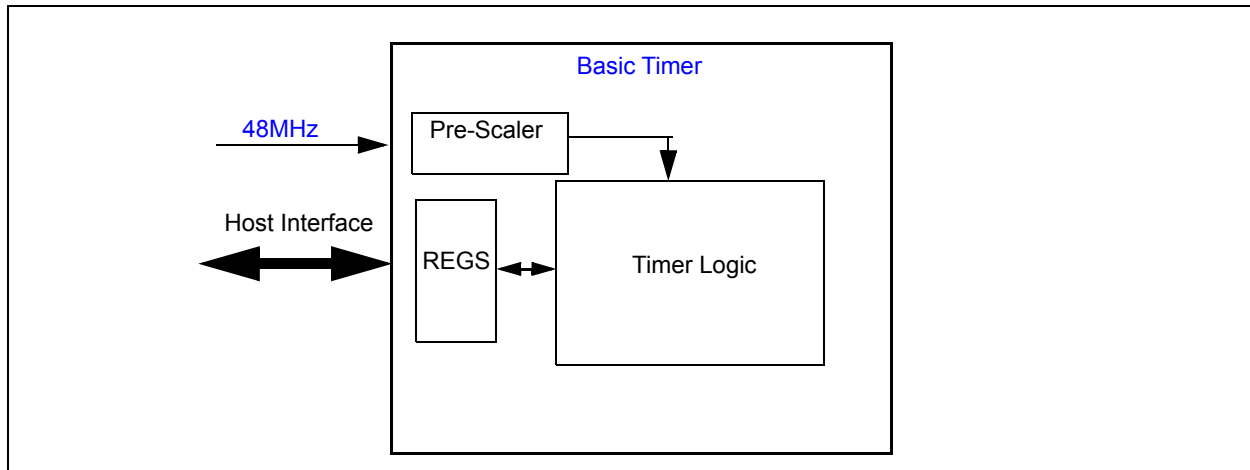 Basic Timer
48MHz
Pre-Scaler
Host Interface
REGS
Timer Logic